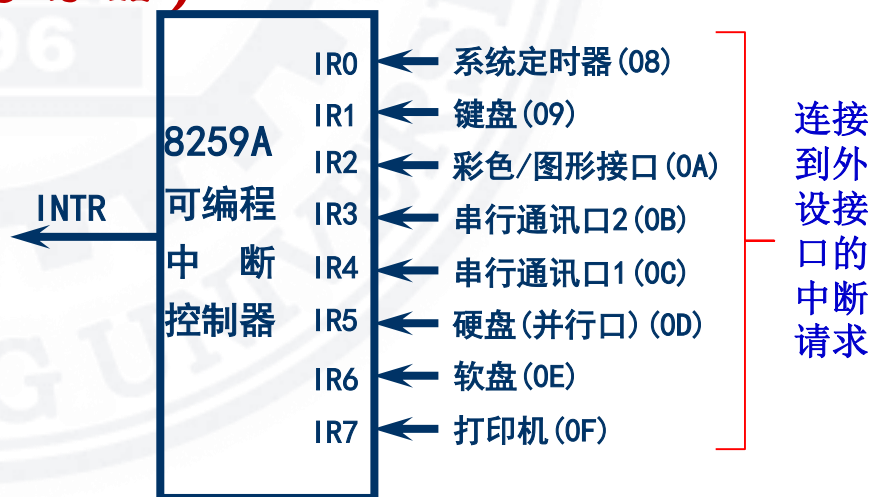 IR0 系统定时器(08)
IR1 键盘(09)
IR2 彩色/图形接口(0A)
IR3 串行通讯口2(0B)
IR4 串行通讯口1(0C)
IR5 硬盘(并行口)(0D)
IR6 软盘(0E)
IR7 打印机(0F)
8259A
可编程
中 断
控制器
INTR
连接
到外
设接
口的
中断
请求